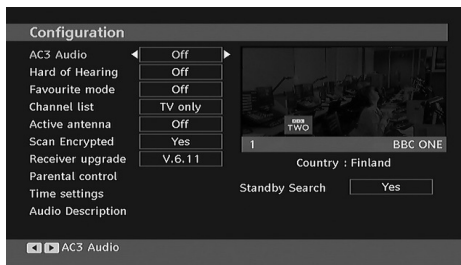 Configuration
AC3 Audio Off
Hard of Hearing Off
Favourite mode Off
Channel list TV only
Active antenna Off
Scan Encrypted Yes
Receiver upgrade V.6.11
Parental control
Time settings
Audio Description
BBC
TWO
1 BBC ONE
Country : Finland
Standby Search Yes
AC3 Audio